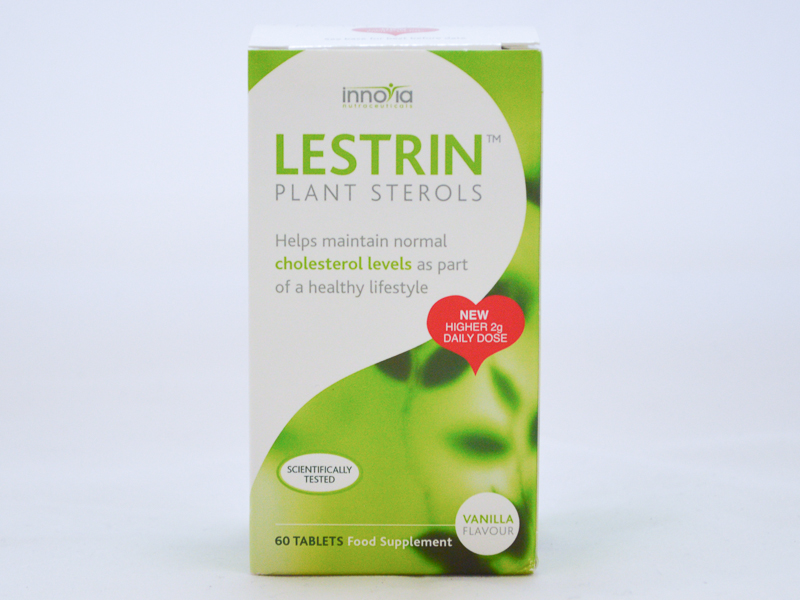 innovia
nutraceuticals
LESTRIN™
PLANT STEROLS
Helps maintain normal
cholesterol levels as part
of a healthy lifestyle
NEW
HIGHER 2g
DAILY DOSE
SCIENTIFICALLY
TESTED
VANILLA
FLAVOUR
60 TABLETS Food Supplement